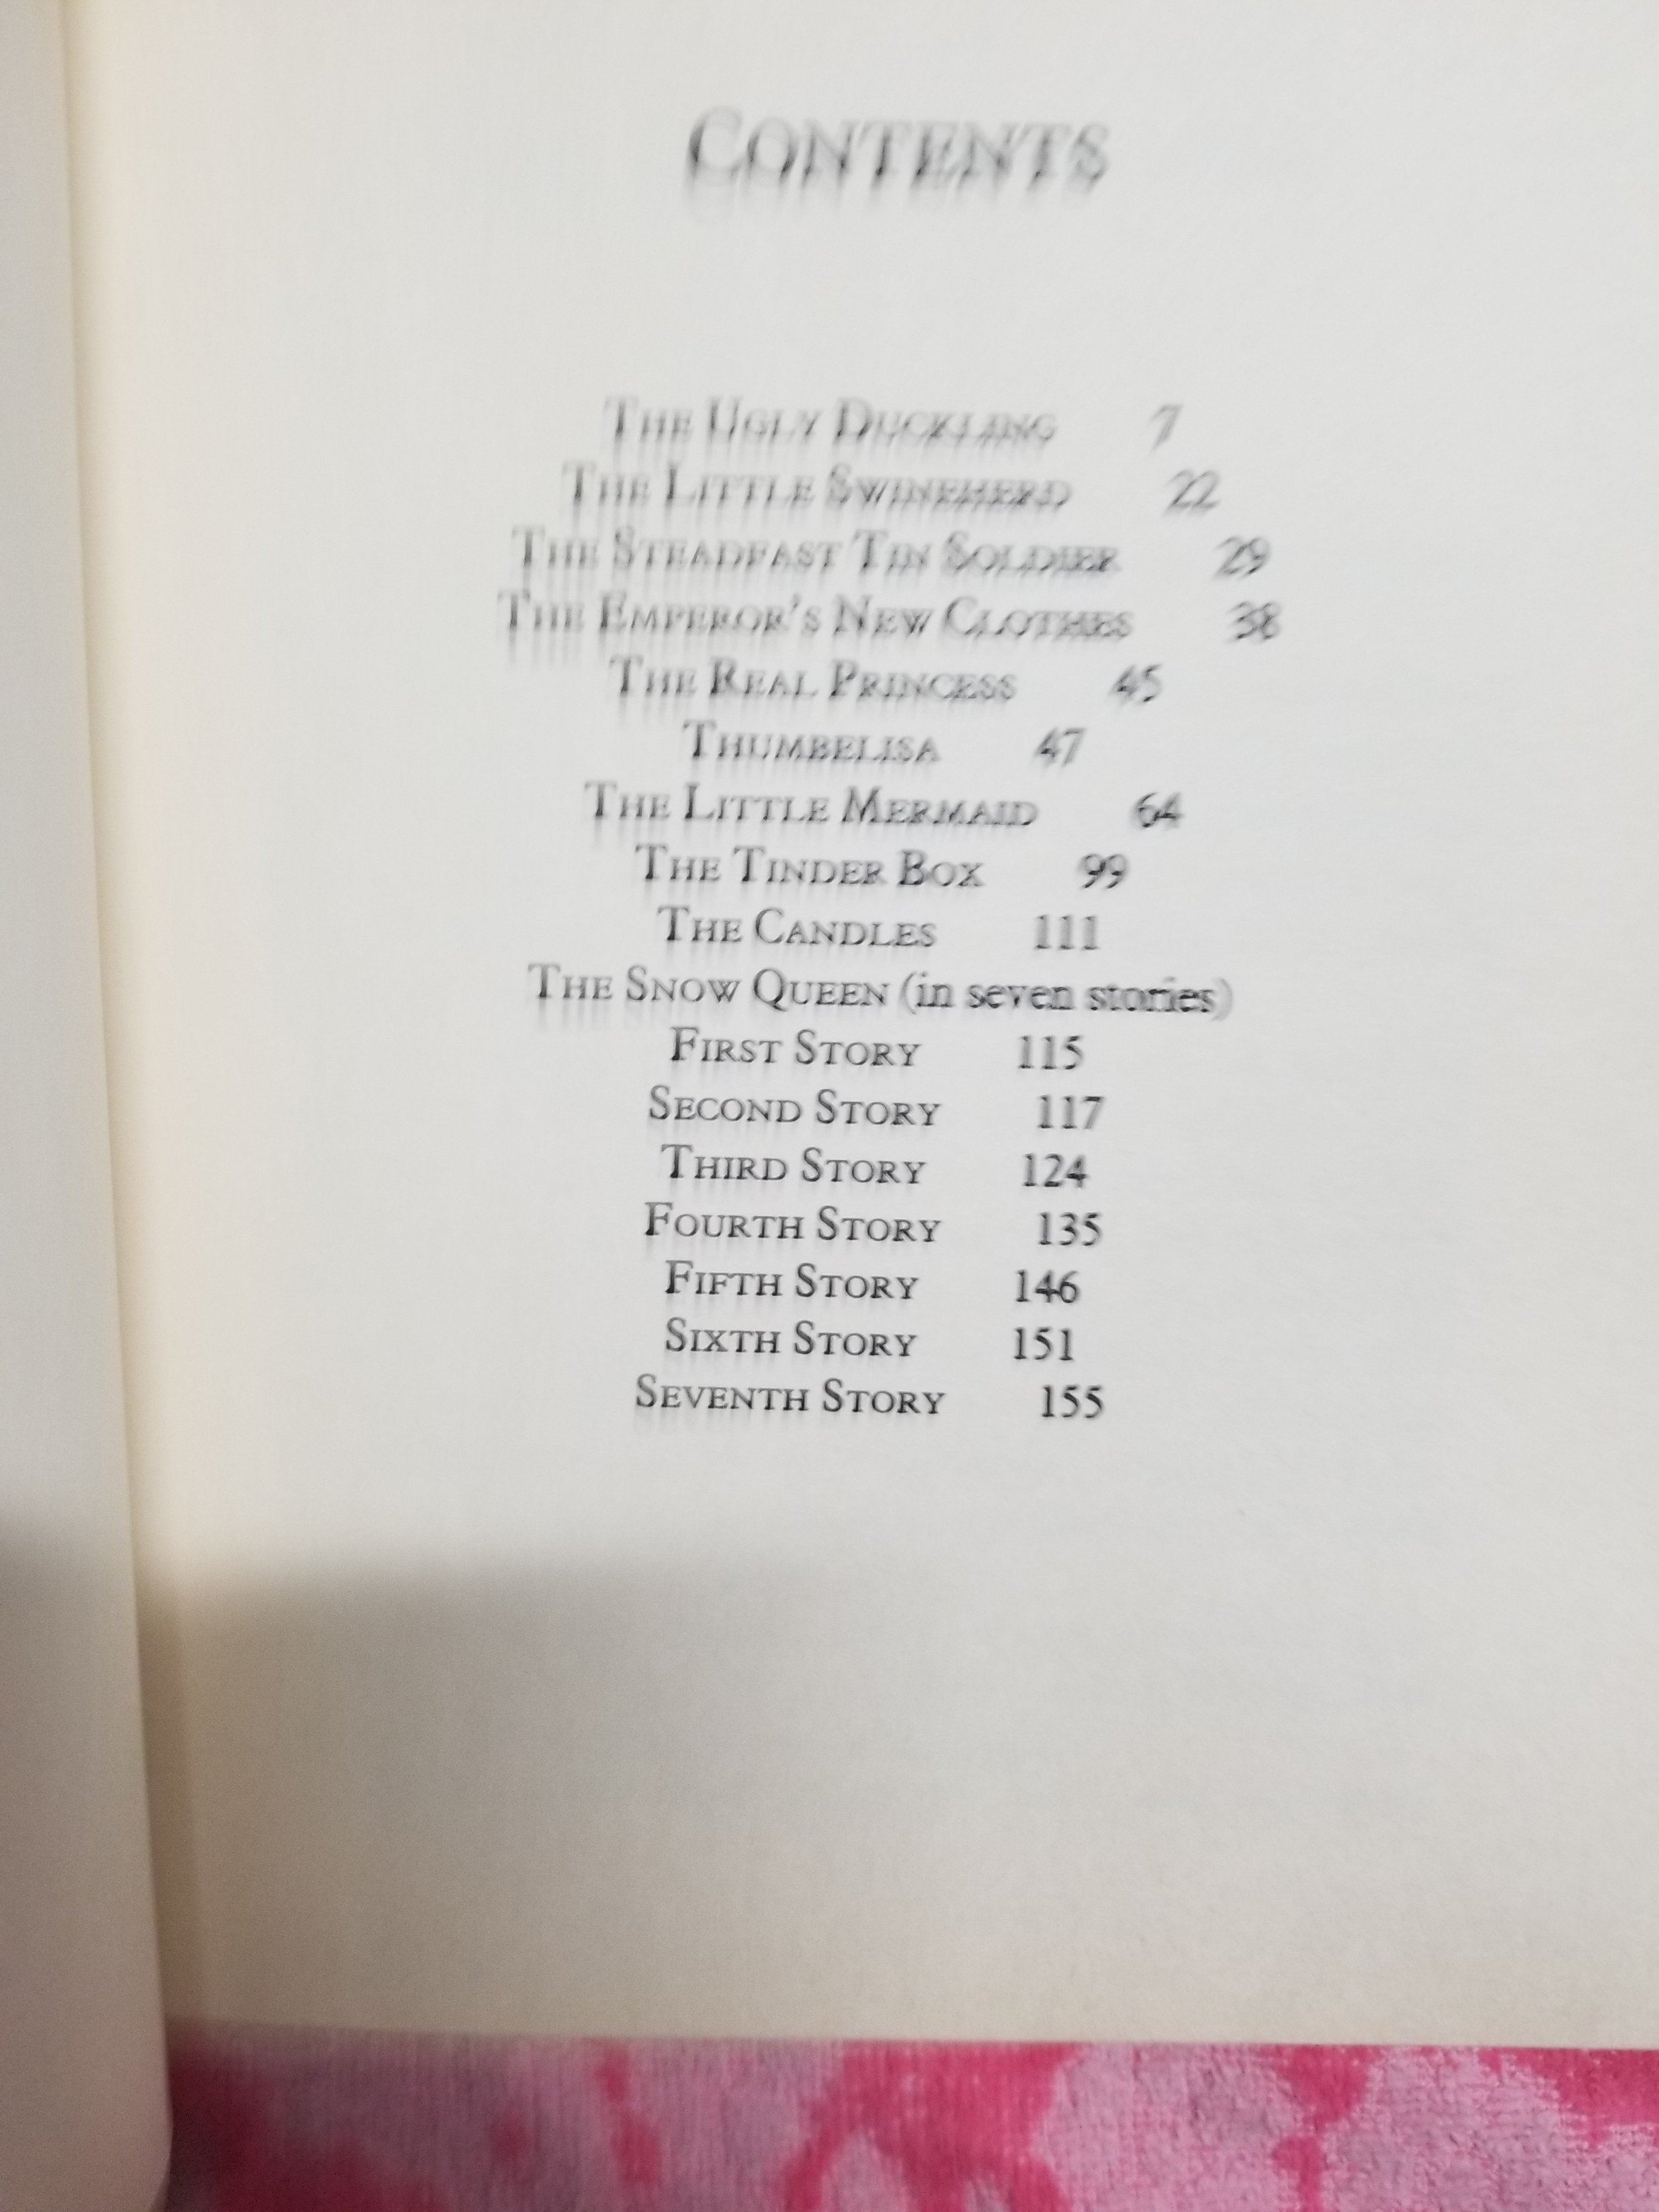 CONTENTS
THE UGLY DUCKLING 7
THE LITTLE SWINEHERD 22
THE STEADFAST TIN SOLDIER 29
THE EMPEROR'S NEW CLOTHES 38
THE REAL PRINCESS 45
THUMBELISA 47
THE LITTLE MERMAID 64
THE TINDER BOX 99
THE CANDLES 111
THE SNOW QUEEN (in seven stories)
FIRST STORY 115
SECOND STORY 117
THIRD STORY 124
FOURTH STORY 135
FIFTH STORY 146
SIXTH STORY 151
SEVENTH STORY 155